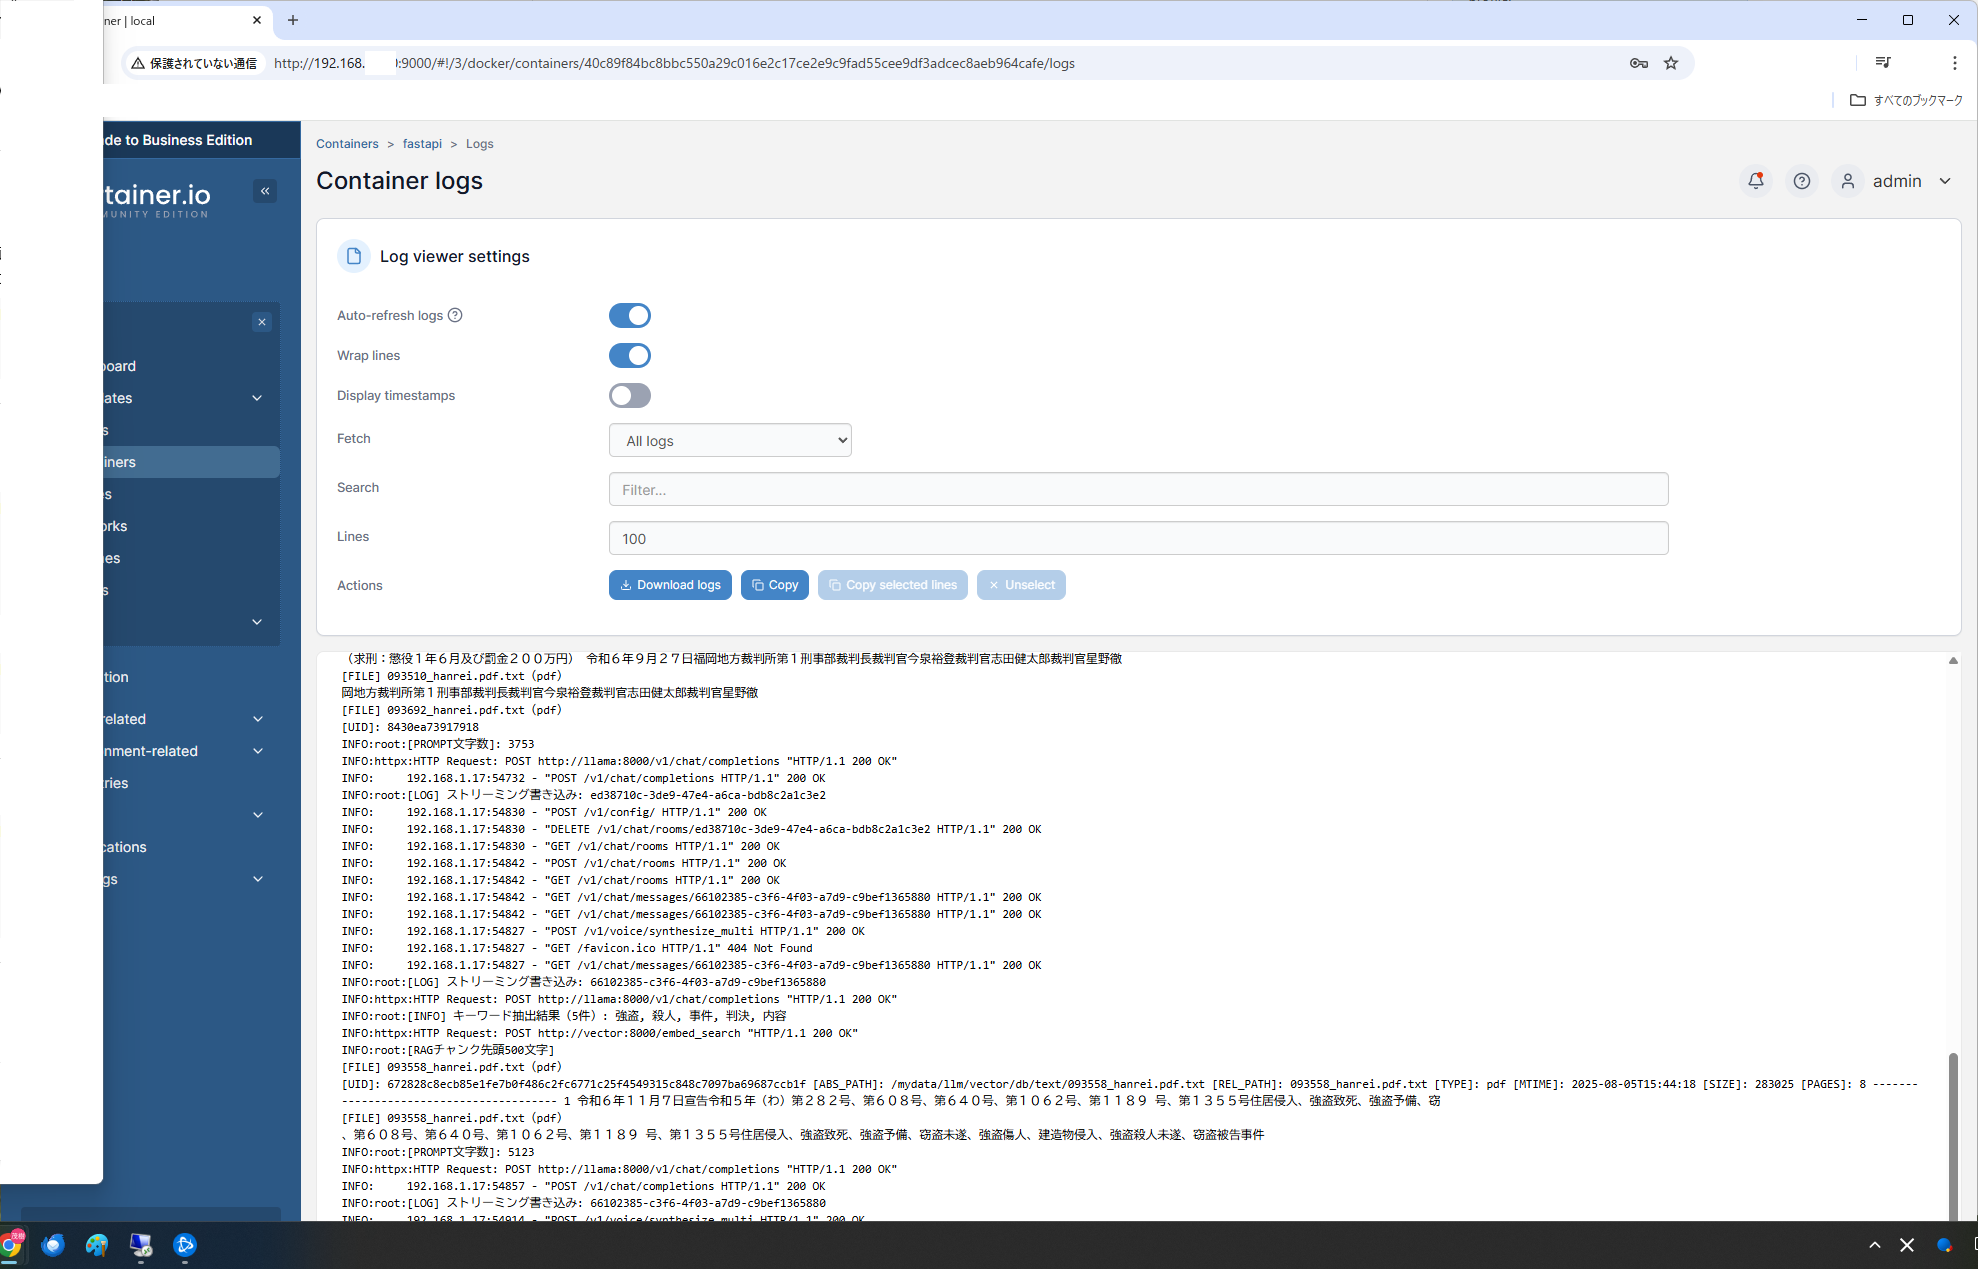 ner | local
保護されていない通信 http://192.168. :9000/#!/3/docker/containers/40c89f84bc8bbc550a29c016e2c17ce2e9c9fad55cee9df3adcec8aeb964cafe/logs
すべてのブックマーク
de to Business Edition
tainer.io
MUNITY EDITION
board
ates
s
iners
es
orks
es
s
tion
related
nment-related
ries
cations
gs
Containers > fastapi > Logs
Container logs
admin
Log viewer settings
Auto-refresh logs
Wrap lines
Display timestamps
Fetch All logs
Search Filter...
Lines 100
Actions Download logs Copy Copy selected lines Unselect
（求刑：懲役１年６月及び罰金２００万円） 令和６年９月２７日福岡地方裁判所第１刑事部裁判長裁判官今泉裕登裁判官志田健太郎裁判官星野徹
[FILE] 093510_hanrei.pdf.txt（pdf）
岡地方裁判所第１刑事部裁判長裁判官今泉裕登裁判官志田健太郎裁判官星野徹
[FILE] 093692_hanrei.pdf.txt（pdf）
[UID]: 8430ea73917918
INFO:root:[PROMPT文字数]: 3753
INFO:httpx:HTTP Request: POST http://llama:8000/v1/chat/completions "HTTP/1.1 200 OK"
INFO: 192.168.1.17:54732 - "POST /v1/chat/completions HTTP/1.1" 200 OK
INFO:root:[LOG] ストリーミング書き込み: ed38710c-3de9-47e4-a6ca-bdb8c2a1c3e2
INFO: 192.168.1.17:54830 - "POST /v1/config/ HTTP/1.1" 200 OK
INFO: 192.168.1.17:54830 - "DELETE /v1/chat/rooms/ed38710c-3de9-47e4-a6ca-bdb8c2a1c3e2 HTTP/1.1" 200 OK
INFO: 192.168.1.17:54830 - "GET /v1/chat/rooms HTTP/1.1" 200 OK
INFO: 192.168.1.17:54842 - "POST /v1/chat/rooms HTTP/1.1" 200 OK
INFO: 192.168.1.17:54842 - "GET /v1/chat/rooms HTTP/1.1" 200 OK
INFO: 192.168.1.17:54842 - "GET /v1/chat/messages/66102385-c3f6-4f03-a7d9-c9bef1365880 HTTP/1.1" 200 OK
INFO: 192.168.1.17:54842 - "GET /v1/chat/messages/66102385-c3f6-4f03-a7d9-c9bef1365880 HTTP/1.1" 200 OK
INFO: 192.168.1.17:54827 - "POST /v1/voice/synthesize_multi HTTP/1.1" 200 OK
INFO: 192.168.1.17:54827 - "GET /favicon.ico HTTP/1.1" 404 Not Found
INFO: 192.168.1.17:54827 - "GET /v1/chat/messages/66102385-c3f6-4f03-a7d9-c9bef1365880 HTTP/1.1" 200 OK
INFO:root:[LOG] ストリーミング書き込み: 66102385-c3f6-4f03-a7d9-c9bef1365880
INFO:httpx:HTTP Request: POST http://llama:8000/v1/chat/completions "HTTP/1.1 200 OK"
INFO:root:[INFO] キーワード抽出結果（5件）: 強盗, 殺人, 事件, 判決, 内容
INFO:httpx:HTTP Request: POST http://vector:8000/embed_search "HTTP/1.1 200 OK"
INFO:root:[RAGチャンク先頭500文字]
[FILE] 093558_hanrei.pdf.txt（pdf）
[UID]: 672828c8ecb85e1fe7b0f486c2fc6771c25f4549315c848c7097ba69687ccb1f [ABS_PATH]: /mydata/llm/vector/db/text/093558_hanrei.pdf.txt [REL_PATH]: 093558_hanrei.pdf.txt [TYPE]: pdf [MTIME]: 2025-08-05T15:44:18 [SIZE]: 283025 [PAGES]: 8 -------
--------------------------------- 1 令和６年１１月７日宣告令和５年（わ）第２８２号、第６０８号、第６４０号、第１０６２号、第１１８９ 号、第１３５５号住居侵入、強盗致死、強盗予備、窃
[FILE] 093558_hanrei.pdf.txt（pdf）
、第６０８号、第６４０号、第１０６２号、第１１８９ 号、第１３５５号住居侵入、強盗致死、強盗予備、窃盗未遂、強盗傷人、建造物侵入、強盗殺人未遂、窃盗被告事件
INFO:root:[PROMPT文字数]: 5123
INFO:httpx:HTTP Request: POST http://llama:8000/v1/chat/completions "HTTP/1.1 200 OK"
INFO: 192.168.1.17:54857 - "POST /v1/chat/completions HTTP/1.1" 200 OK
INFO:root:[LOG] ストリーミング書き込み: 66102385-c3f6-4f03-a7d9-c9bef1365880
INFO: 192.168.1.17:54914 - "POST /v1/voice/synthesize_multi HTTP/1.1" 200 OK